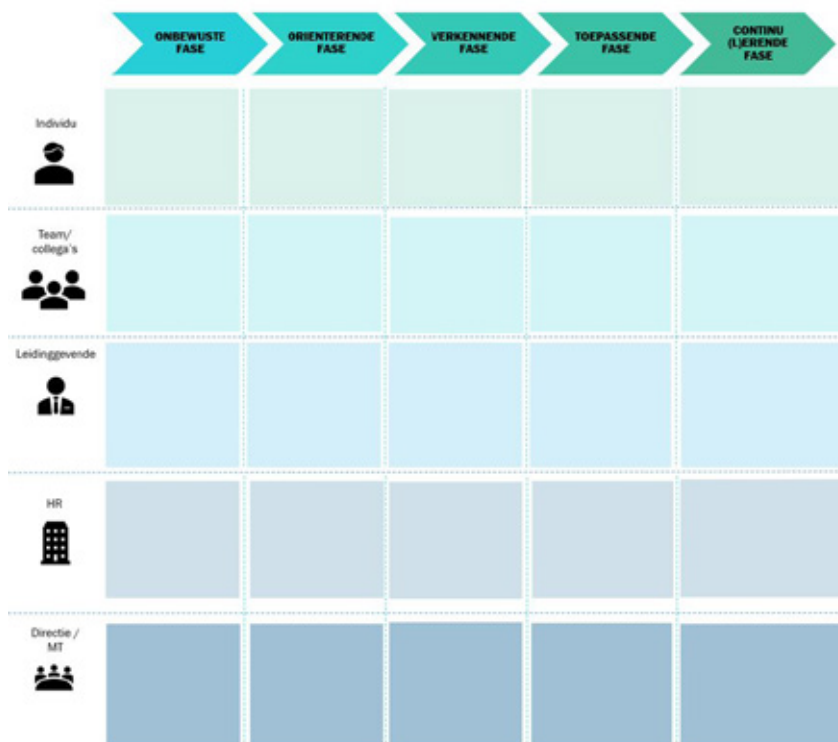 ONBEWUSTE
FASE
ORIENTERENDE
FASE
VERKENNENDE
FASE
TOEPASSENDE
FASE
CONTINU
(L)ERENDE
FASE
Individu
Team/
collega's
Leidinggevende
HR
Directie /
MT